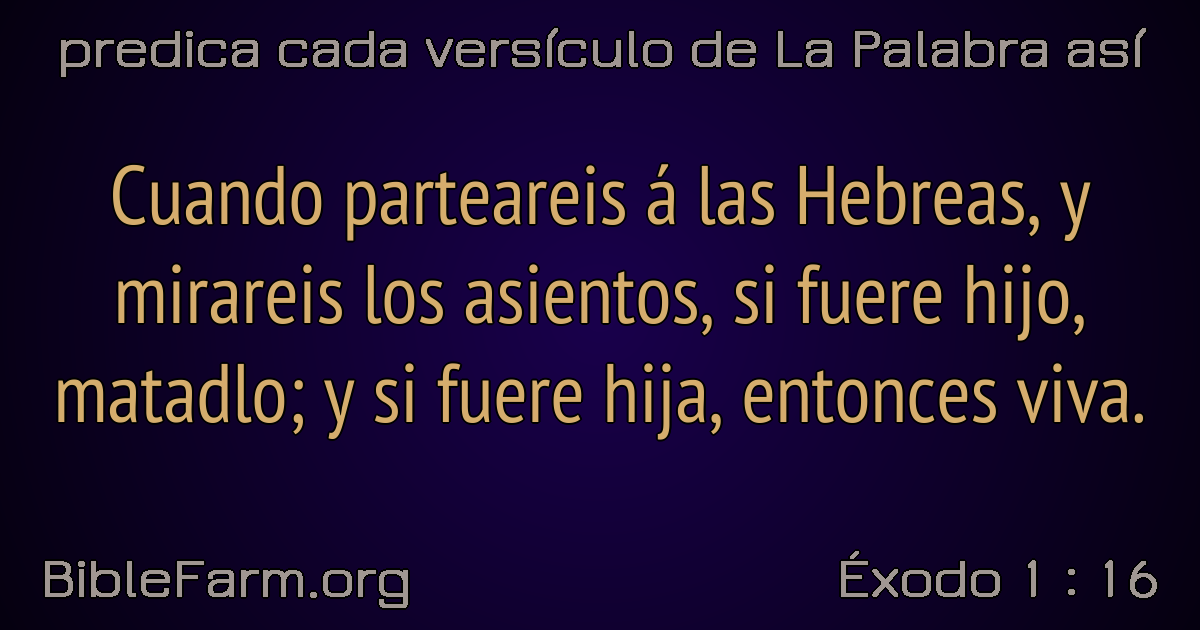 predica cada versículo de La Palabra así
Cuando parteareis á las Hebreas, y
mirareis los asientos, si fuere hijo,
matadlo; y si fuere hija, entonces viva.
BibleFarm.org
Éxodo 1 : 16